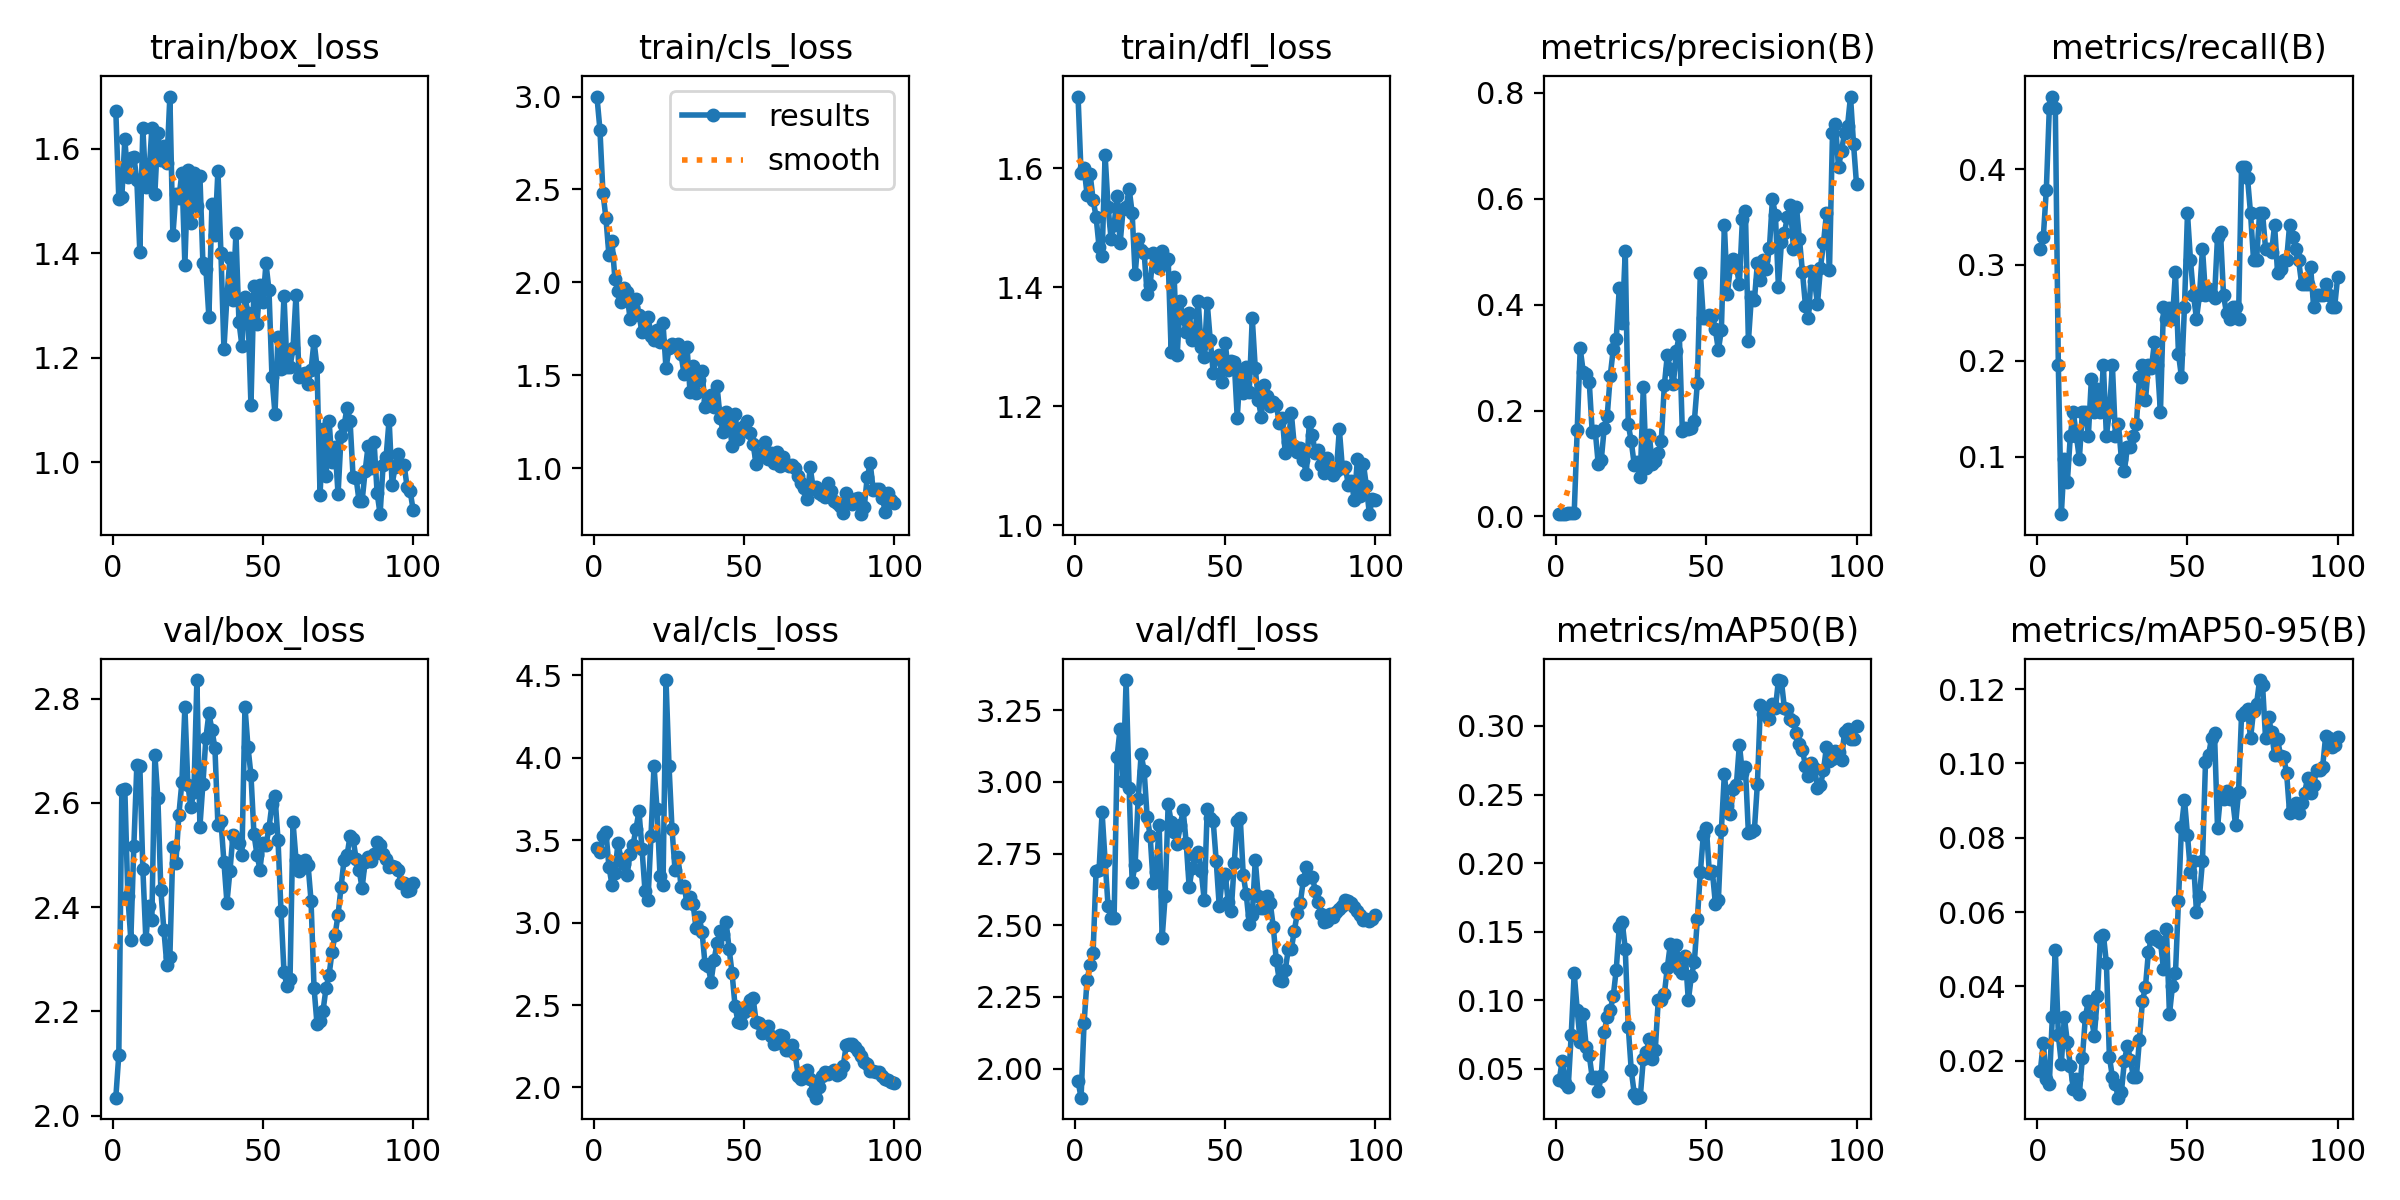 train/box_loss
1.6
1.4
1.2
1.0
0 50 100
train/cls_loss
results
smooth
3.0
2.5
2.0
1.5
1.0
0 50 100
train/dfl_loss
1.6
1.4
1.2
1.0
0 50 100
metrics/precision(B)
0.8
0.6
0.4
0.2
0.0
0 50 100
metrics/recall(B)
0.4
0.3
0.2
0.1
0 50 100
val/box_loss
2.8
2.6
2.4
2.2
2.0
0 50 100
val/cls_loss
4.5
4.0
3.5
3.0
2.5
2.0
0 50 100
val/dfl_loss
3.25
3.00
2.75
2.50
2.25
2.00
0 50 100
metrics/mAP50(B)
0.30
0.25
0.20
0.15
0.10
0.05
0 50 100
metrics/mAP50-95(B)
0.12
0.10
0.08
0.06
0.04
0.02
0 50 100